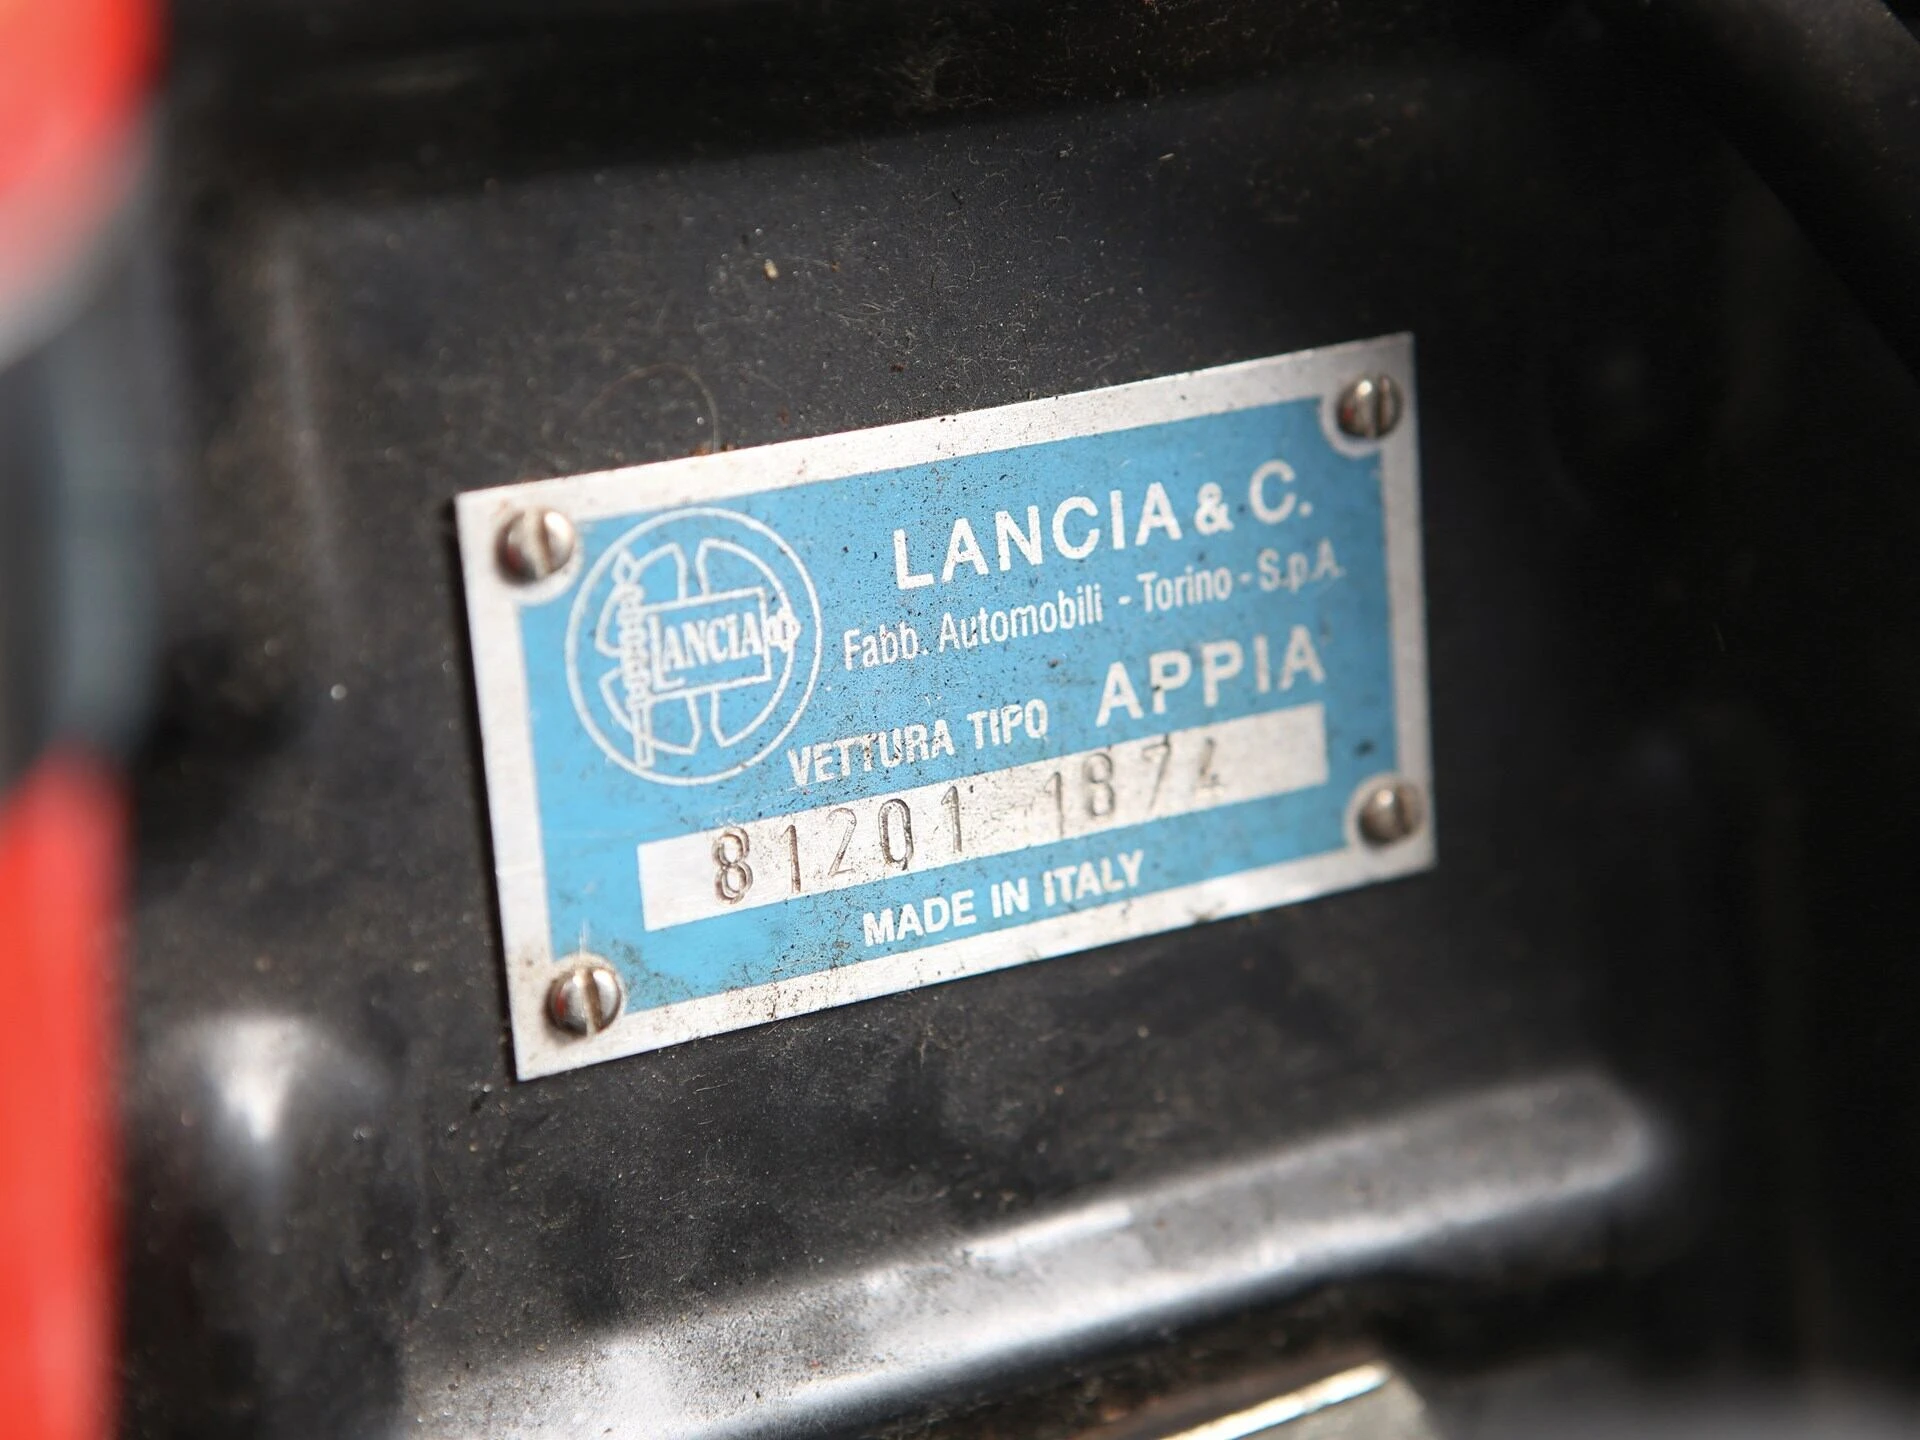 LANCIA
LANCIA & C.
Fabb. Automobili - Torino - S.p.A.
VETTURA TIPO APPIA
81201 1874
MADE IN ITALY